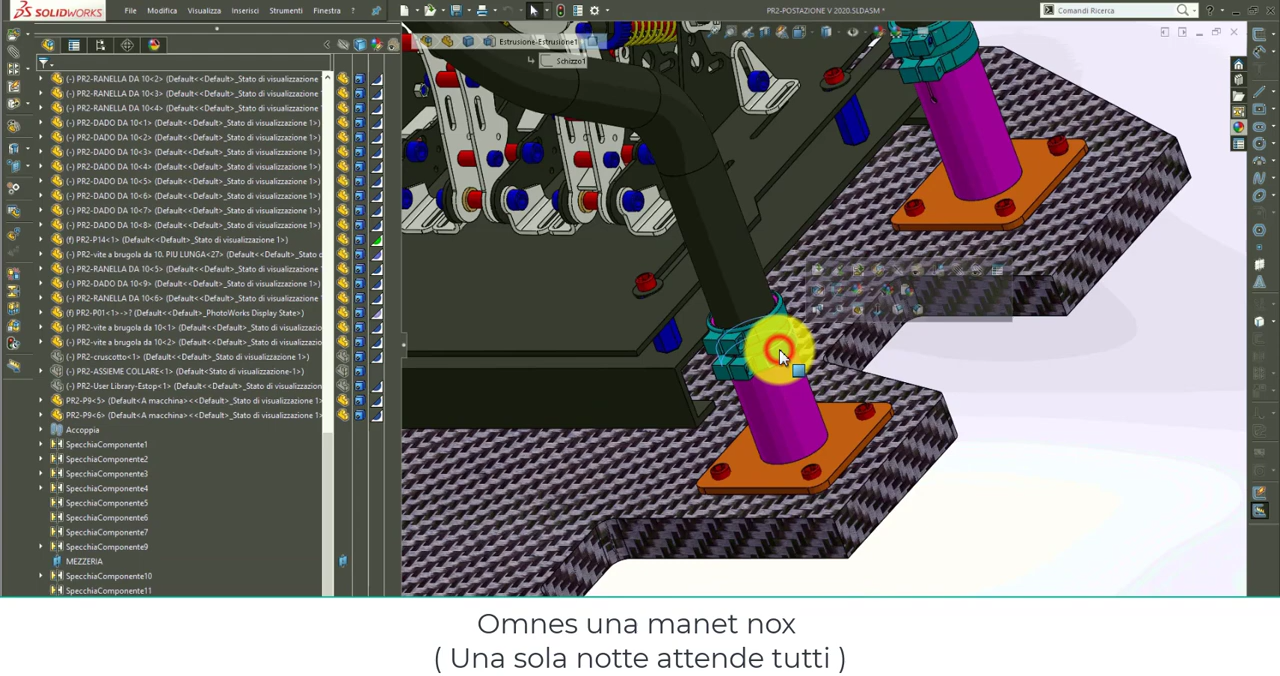 SOLIDWORKS
File Modifica Visualizza Inserisci Strumenti Finestra ?
PR2-POSTAZIONE V 2020.SLDASM *
Comandi Ricerca
Estrusione-Estrusione1
Schizzo1
(-) PR2-RANELLA DA 10<2> (Default<<Default>_Stato di visualizzazione 1>)
(-) PR2-RANELLA DA 10<3> (Default<<Default>_Stato di visualizzazione 1>)
(-) PR2-RANELLA DA 10<4> (Default<<Default>_Stato di visualizzazione 1>)
(-) PR2-DADO DA 10<1> (Default<<Default>_Stato di visualizzazione 1>)
(-) PR2-DADO DA 10<2> (Default<<Default>_Stato di visualizzazione 1>)
(-) PR2-DADO DA 10<3> (Default<<Default>_Stato di visualizzazione 1>)
(-) PR2-DADO DA 10<4> (Default<<Default>_Stato di visualizzazione 1>)
(-) PR2-DADO DA 10<5> (Default<<Default>_Stato di visualizzazione 1>)
(-) PR2-DADO DA 10<6> (Default<<Default>_Stato di visualizzazione 1>)
(-) PR2-DADO DA 10<7> (Default<<Default>_Stato di visualizzazione 1>)
(-) PR2-DADO DA 10<8> (Default<<Default>_Stato di visualizzazione 1>)
(f) PR2-P14<1> (Default<<Default>_Stato di visualizzazione 1>)
(-) PR2-vite a brugola da 10. PIU LUNGA<27> (Default<<Default>_Stato d
(-) PR2-RANELLA DA 10<5> (Default<<Default>_Stato di visualizzazione 1>)
(-) PR2-DADO DA 10<9> (Default<<Default>_Stato di visualizzazione 1>)
(-) PR2-RANELLA DA 10<6> (Default<<Default>_Stato di visualizzazione 1>)
(f) PR2-P01<1>->? (Default<<Default>_PhotoWorks Display State>)
(-) PR2-vite a brugola da 10<1> (Default<<Default>_Stato di visualizzazion
(-) PR2-vite a brugola da 10<2> (Default<<Default>_Stato di visualizzazion
(-) PR2-cruscotto<1> (Default<<Default>_Stato di visualizzazione 1>)
(-) PR2-ASSIEME COLLARE<1> (Default<Default_Stato di visualizzazione-1>)
(-) PR2-User Library-Estop<1> (Default<<Default>_Stato di visualizzazione
PR2-P9<5> (Default<A macchina><<Default>_Stato di visualizzazione 1>)
PR2-P9<6> (Default<A macchina><<Default>_Stato di visualizzazione 1>)
Accoppia
SpecchiaComponente1
SpecchiaComponente2
SpecchiaComponente3
SpecchiaComponente4
SpecchiaComponente5
SpecchiaComponente6
SpecchiaComponente7
SpecchiaComponente9
MEZZERIA
SpecchiaComponente10
SpecchiaComponente11
Omnes una manet nox
( Una sola notte attende tutti )